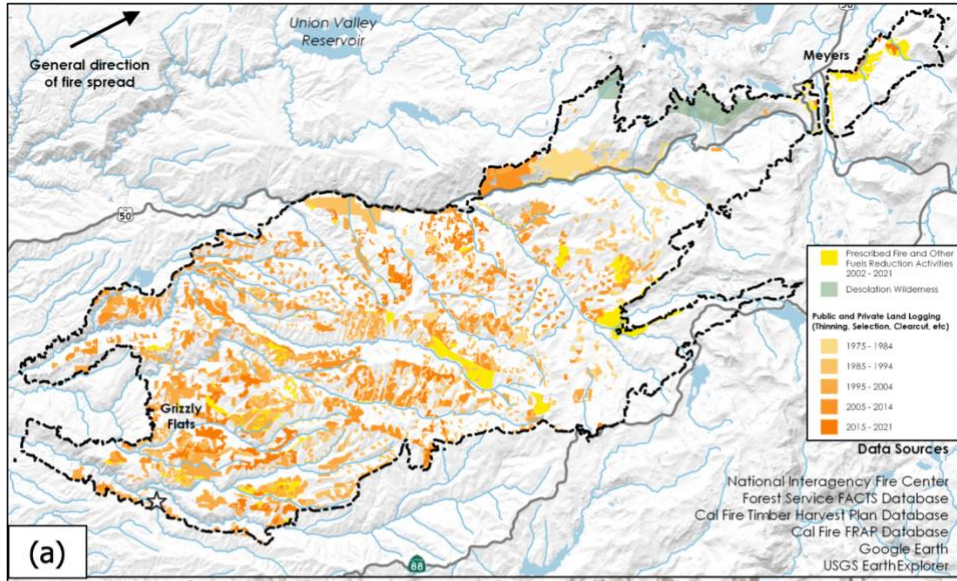 Union Valley
Reservoir
General direction
of fire spread
Meyers
50
50
Prescribed Fire and Other
Fuels Reduction Activities
2002 - 2021
Desolation Wilderness
Public and Private Land Logging
(Thinning, Selection, Clearcut, etc)
1975 - 1984
1985 - 1994
1995 - 2004
2005 - 2014
2015 - 2021
Grizzly
Flats
Data Sources
National Interagency Fire Center
Forest Service FACTS Database
Cal Fire Timber Harvest Plan Database
Cal Fire FRAP Database
Google Earth
USGS EarthExplorer
(a)
88